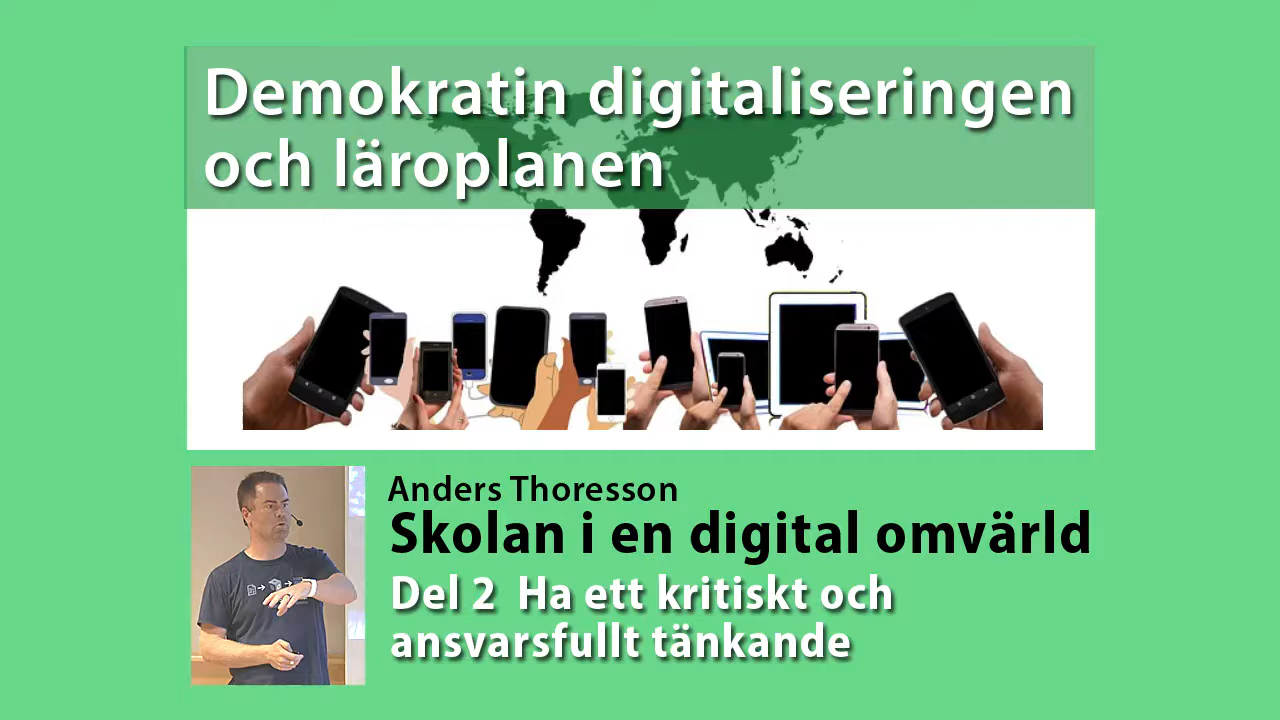 Demokratin digitaliseringen
och läroplanen
Anders Thoresson
Skolan i en digital omvärld
Del 2 Ha ett kritiskt och
ansvarsfullt tänkande